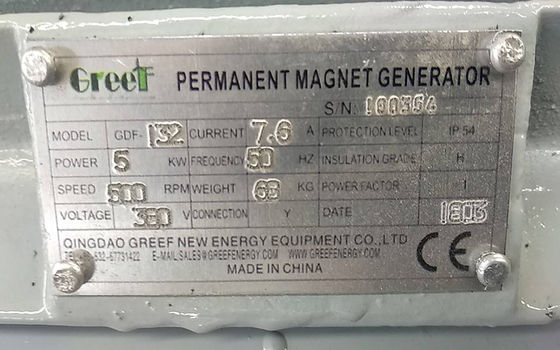 Greef PERMANENT MAGNET GENERATOR
S/N: 180364
MODEL GDF- 132 CURRENT 7.6 A PROTECTION LEVEL IP 54
POWER 5 KW FREQUENCY 50 HZ INSULATION GRADE H
SPEED 500 RPM WEIGHT 68 KG POWER FACTOR 1
VOLTAGE 380 V CONNECTION Y DATE 1803
QINGDAO GREEF NEW ENERGY EQUIPMENT CO.,LTD
E-MAIL:SALES@GREEFENERGY.COM WWW.GREEFENERGY.COM
MADE IN CHINA CE